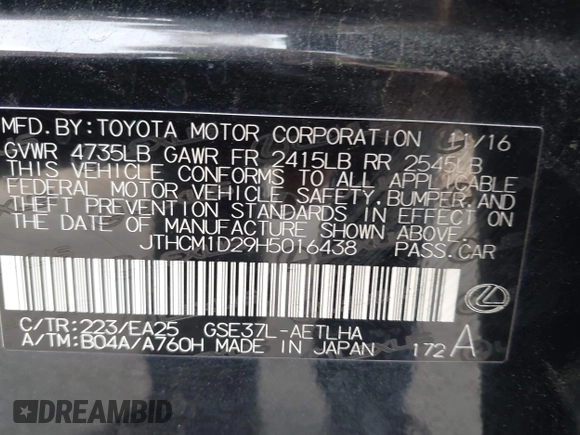 MFD.BY:TOYOTA MOTOR CORPORATION 11/16
GVWR 4735LB GAWR FR 2415LB RR 2545LB
THIS VEHICLE CONFORMS TO ALL APPLICABLE
FEDERAL MOTOR VEHICLE SAFETY,BUMPER,AND
THEFT PREVENTION STANDARDS IN EFFECT ON
THE DATE OF MANUFACTURE SHOWN ABOVE.
JTHCM1D29H5016438 PASS.CAR
C/TR:223/EA25 GSE37L-AETLHA
A/TM:B04A/A760H MADE IN JAPAN 172 A
DREAMBID